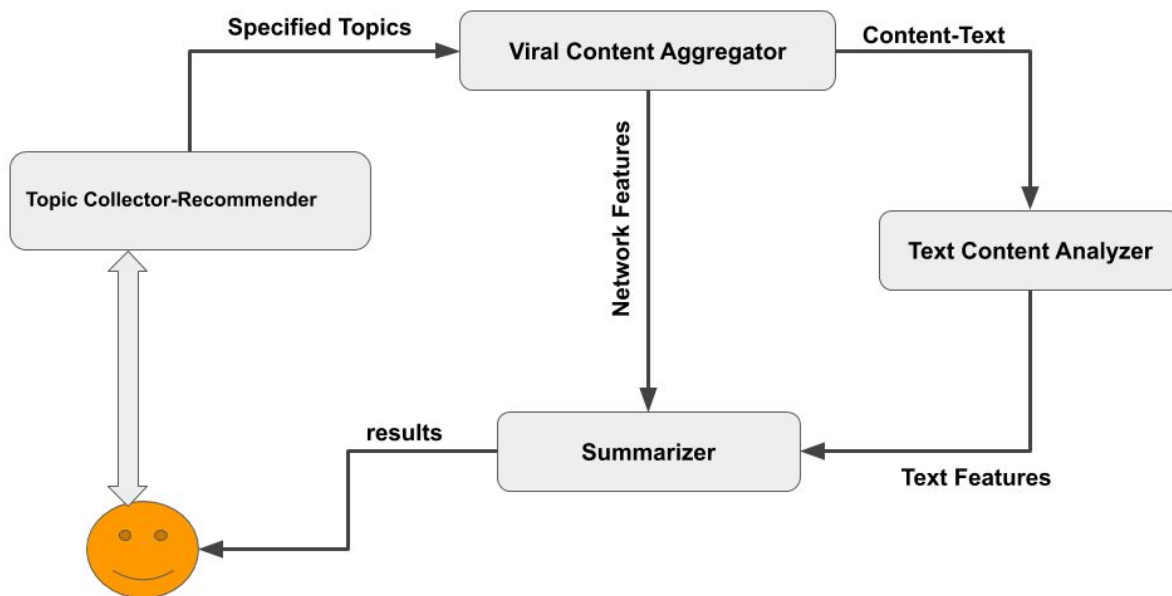 Specified Topics
Viral Content Aggregator
Content-Text
Topic Collector-Recommender
Network Features
Text Content Analyzer
results
Summarizer
Text Features